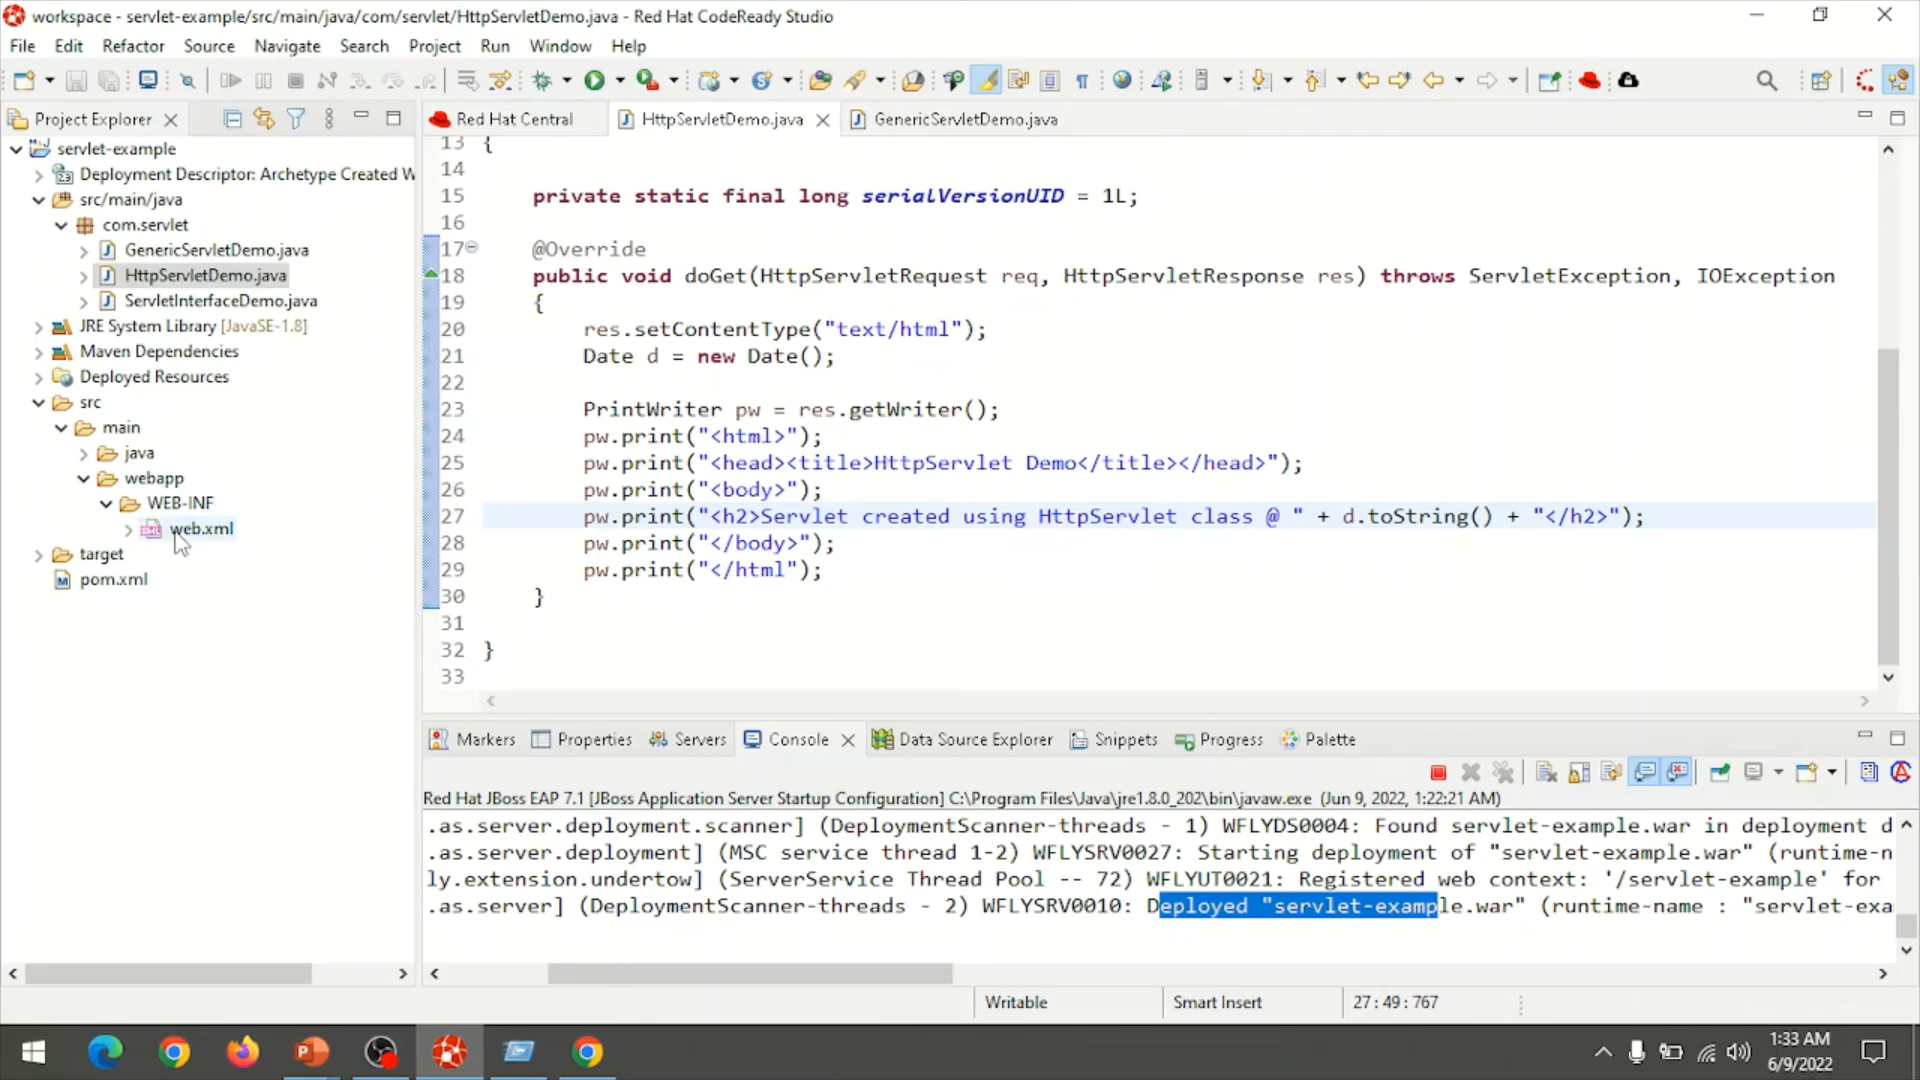 workspace - servlet-example/src/main/java/com/servlet/HttpServletDemo.java - Red Hat CodeReady Studio
File Edit Refactor Source Navigate Search Project Run Window Help
Project Explorer
servlet-example
Deployment Descriptor: Archetype Created W
src/main/java
com.servlet
GenericServletDemo.java
HttpServletDemo.java
ServletInterfaceDemo.java
JRE System Library [JavaSE-1.8]
Maven Dependencies
Deployed Resources
src
main
java
webapp
WEB-INF
web.xml
target
pom.xml
Red Hat Central HttpServletDemo.java GenericServletDemo.java
13 {
14
15 private static final long serialVersionUID = 1L;
16
17 @Override
18 public void doGet(HttpServletRequest req, HttpServletResponse res) throws ServletException, IOException
19 {
20 res.setContentType("text/html");
21 Date d = new Date();
22
23 PrintWriter pw = res.getWriter();
24 pw.print("<html>");
25 pw.print("<head><title>HttpServlet Demo</title></head>");
26 pw.print("<body>");
27 pw.print("<h2>Servlet created using HttpServlet class @ " + d.toString() + "</h2>");
28 pw.print("</body>");
29 pw.print("</html");
30 }
31
32 }
33
Markers Properties Servers Console Data Source Explorer Snippets Progress Palette
Red Hat JBoss EAP 7.1 [JBoss Application Server Startup Configuration] C:\Program Files\Java\jre1.8.0_202\bin\javaw.exe (Jun 9, 2022, 1:22:21 AM)
.as.server.deployment.scanner] (DeploymentScanner-threads - 1) WFLYDS0004: Found servlet-example.war in deployment d
.as.server.deployment] (MSC service thread 1-2) WFLYSRV0027: Starting deployment of "servlet-example.war" (runtime-n
ly.extension.undertow] (ServerService Thread Pool -- 72) WFLYUT0021: Registered web context: '/servlet-example' for
.as.server] (DeploymentScanner-threads - 2) WFLYSRV0010: Deployed "servlet-example.war" (runtime-name : "servlet-exa
Writable Smart Insert 27:49:767
1:33 AM
6/9/2022